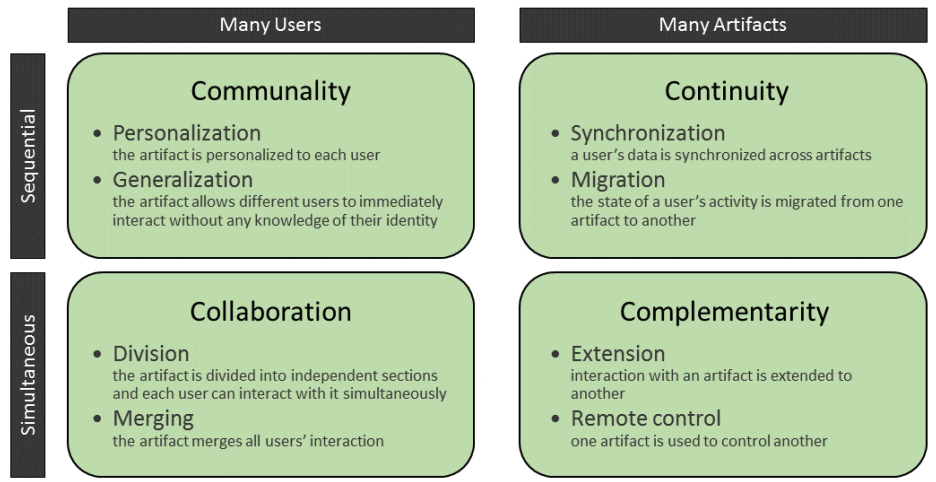 Many Users
Many Artifacts
Sequential
Communality
• Personalization
the artifact is personalized to each user
• Generalization
the artifact allows different users to immediately
interact without any knowledge of their identity
Continuity
• Synchronization
a user's data is synchronized across artifacts
• Migration
the state of a user's activity is migrated from one
artifact to another
Simultaneous
Collaboration
• Division
the artifact is divided into independent sections
and each user can interact with it simultaneously
• Merging
the artifact merges all users' interaction
Complementarity
• Extension
interaction with an artifact is extended to
another
• Remote control
one artifact is used to control another